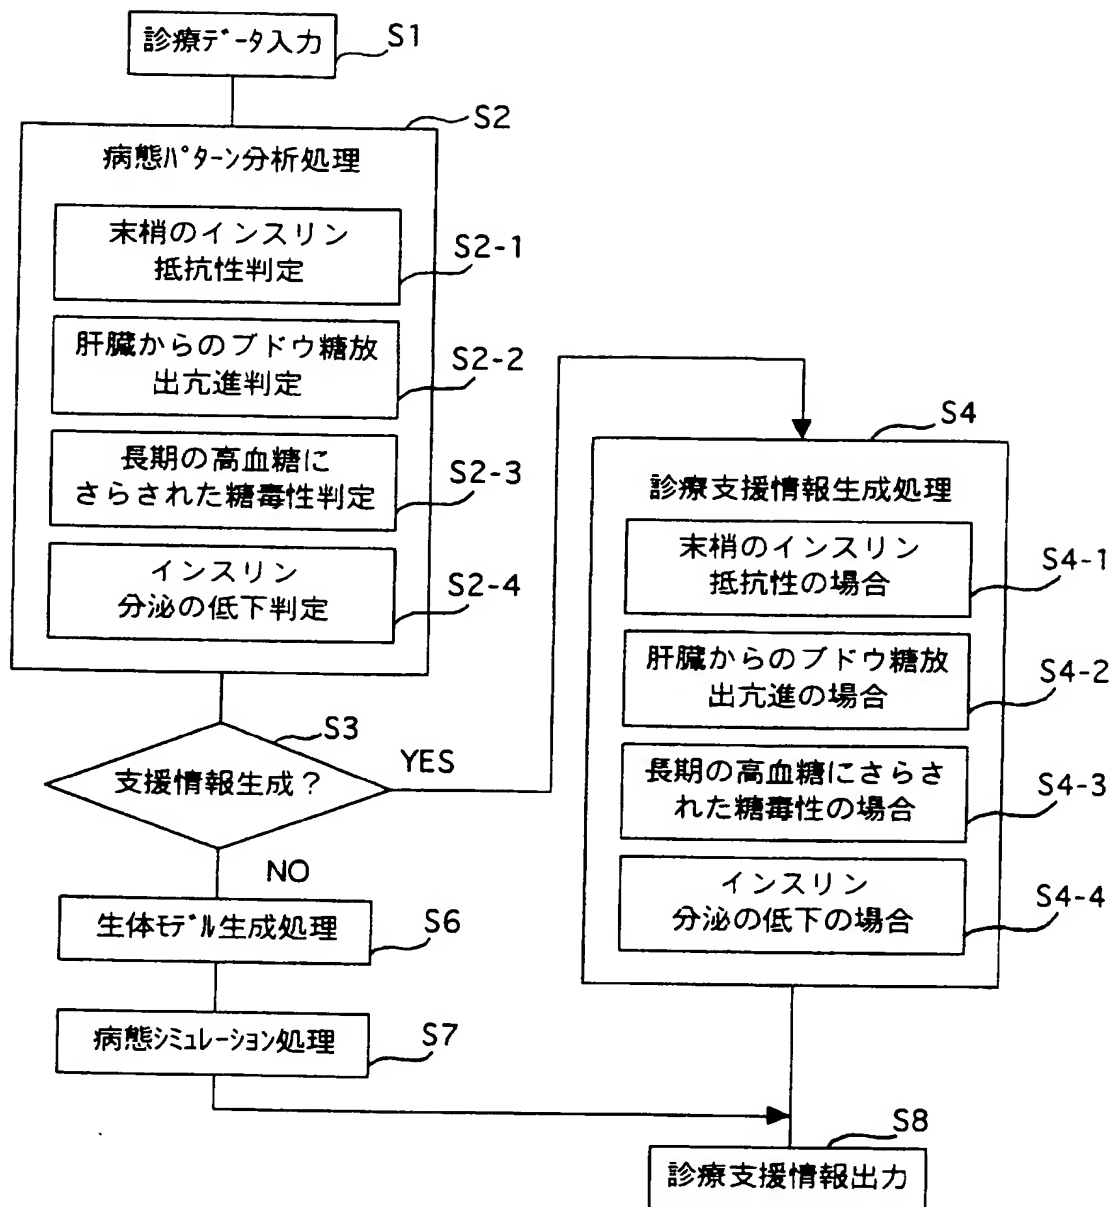 診療データ入力
S1
S2
病態パターン分析処理
末梢のインスリン
抵抗性判定
S2-1
肝臓からのブドウ糖放
出亢進判定
S2-2
長期の高血糖に
さらされた糖毒性判定
S2-3
インスリン
分泌の低下判定
S2-4
S3
支援情報生成?
YES
NO
生体モデル生成処理
S6
病態シミュレーション処理
S7
S4
診療支援情報生成処理
末梢のインスリン
抵抗性の場合
S4-1
肝臓からのブドウ糖放
出亢進の場合
S4-2
長期の高血糖にさらさ
れた糖毒性の場合
S4-3
インスリン
分泌の低下の場合
S4-4
S8
診療支援情報出力